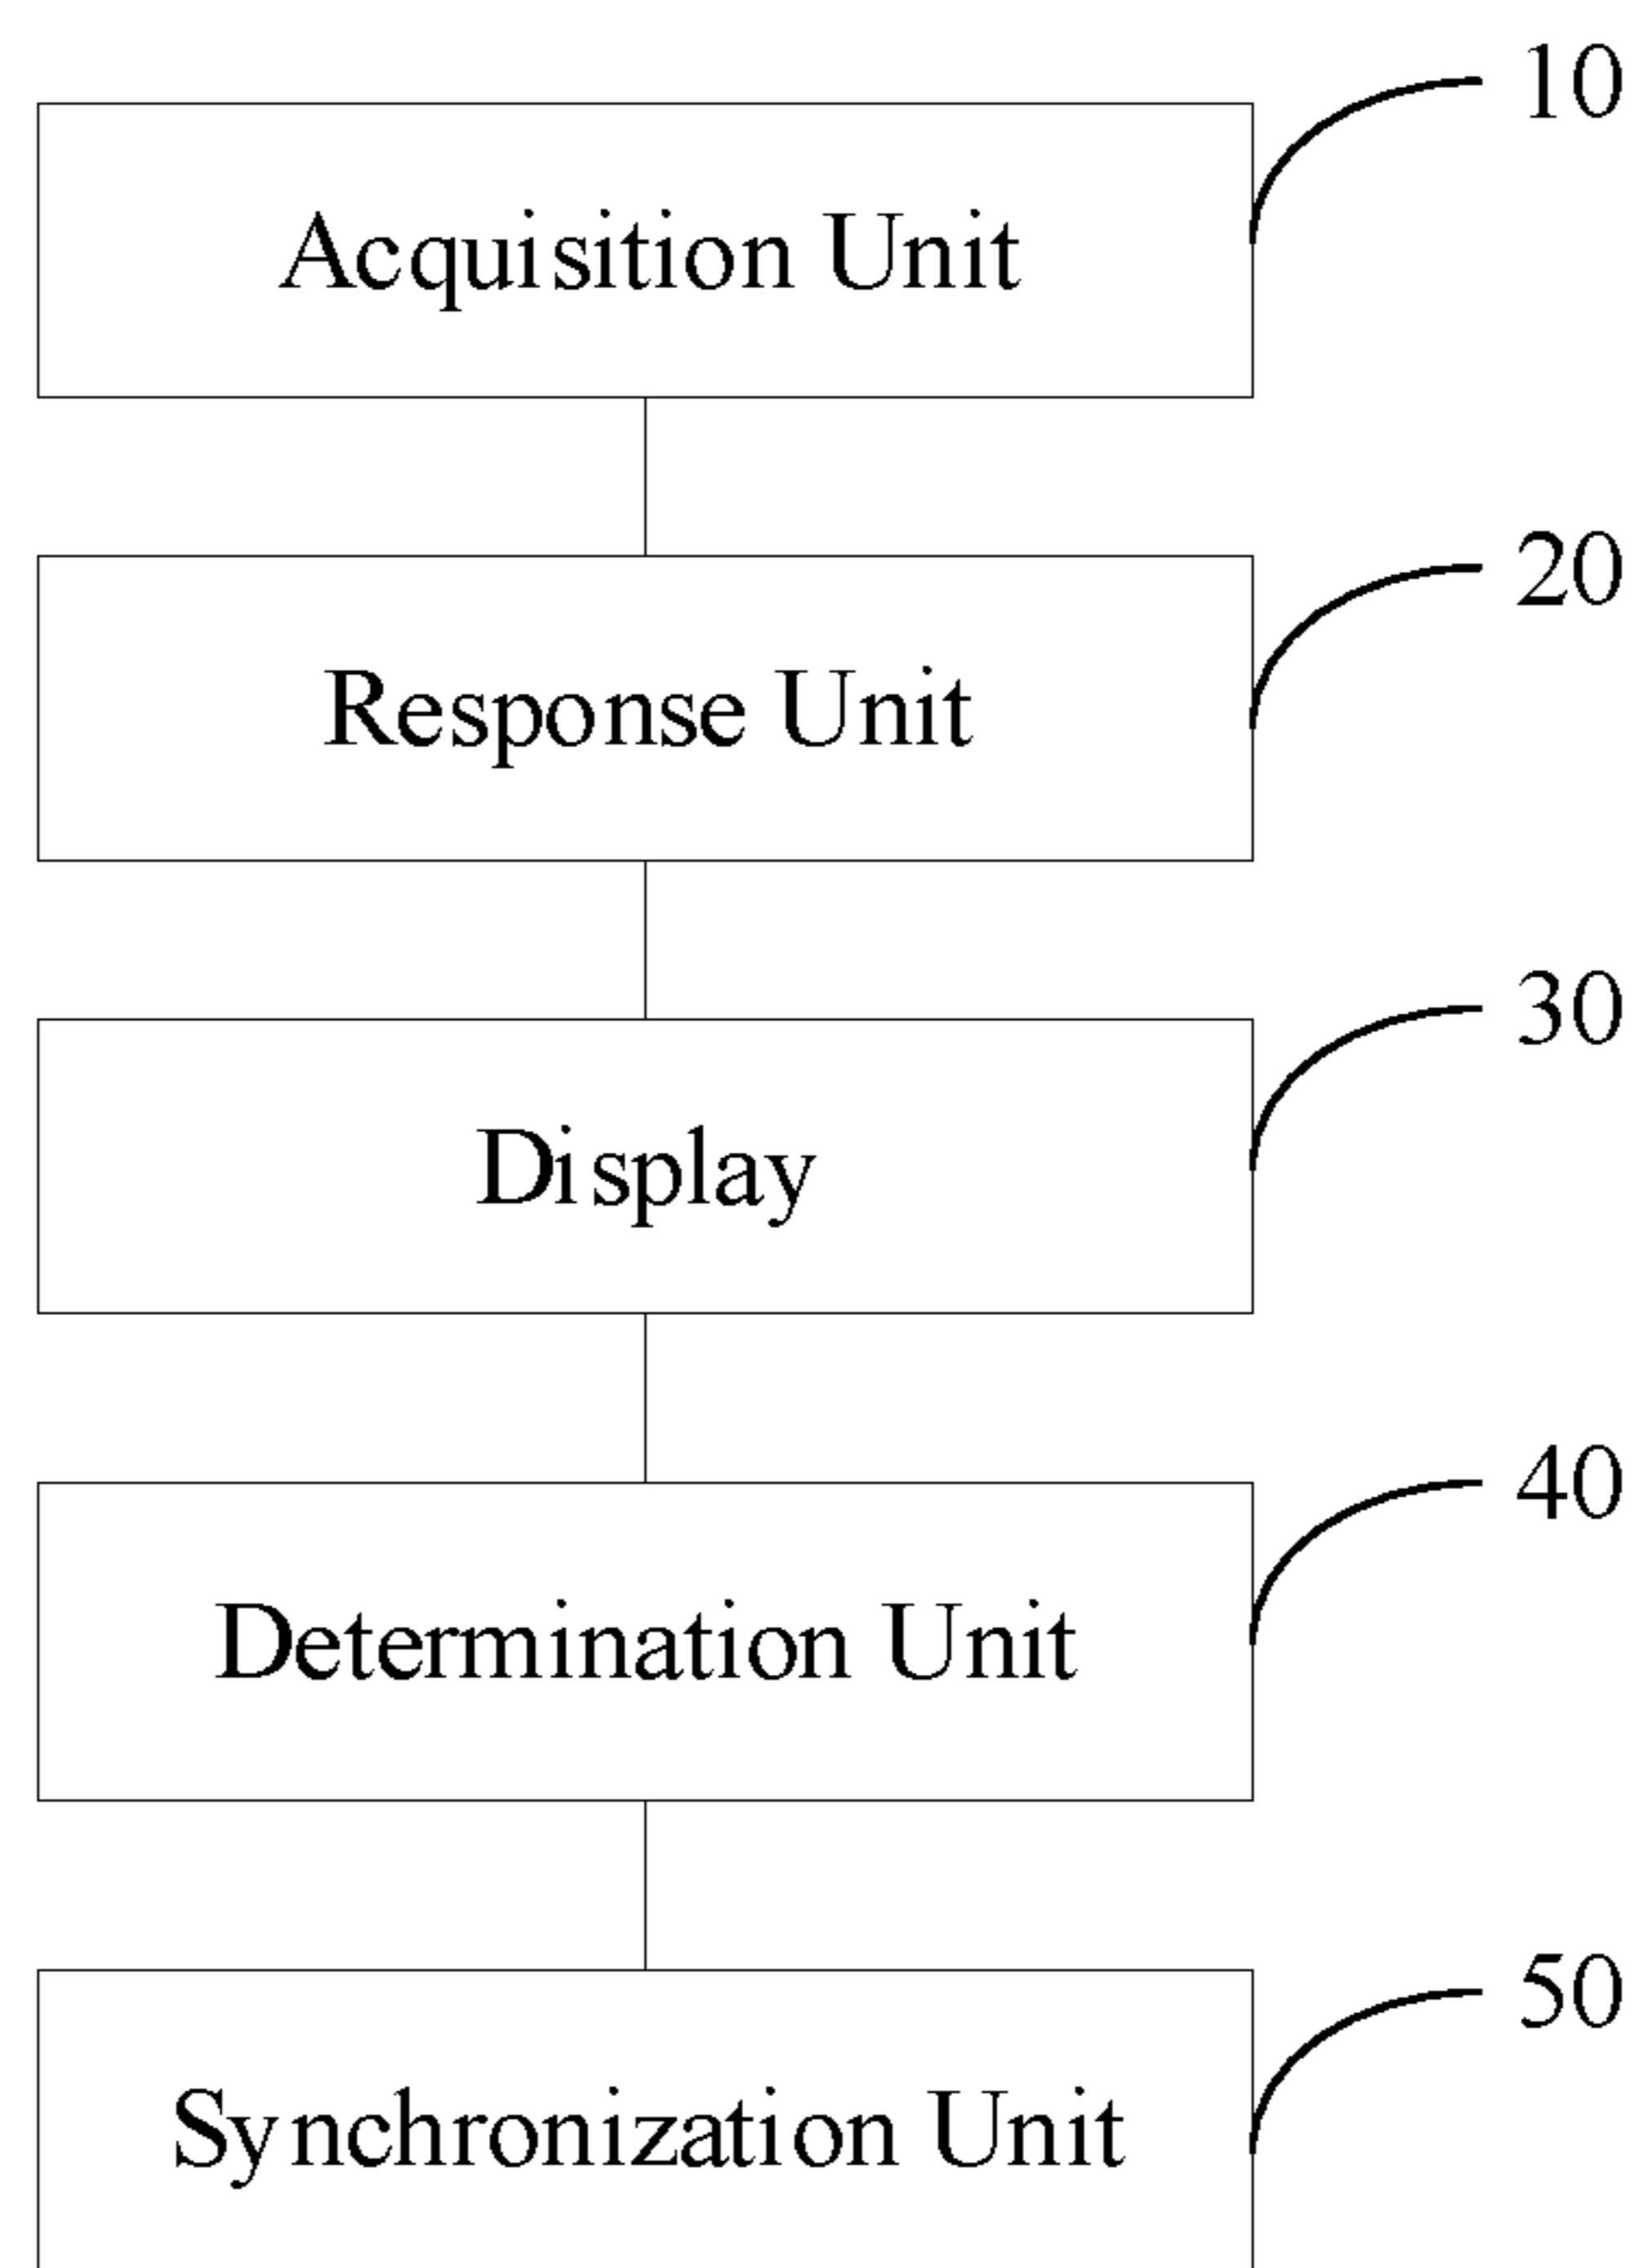 10
Acquisition Unit
20
Response Unit
30
Display
40
Determination Unit
50
Synchronization Unit